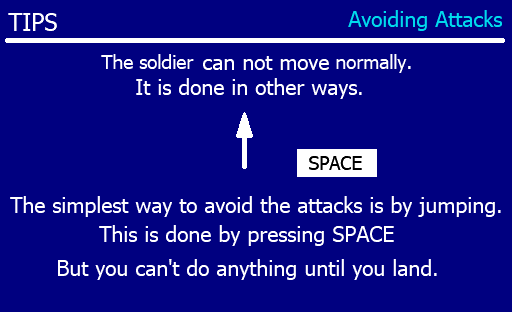 TIPS
Avoiding Attacks
The soldier can not move normally.
It is done in other ways.
SPACE
The simplest way to avoid the attacks is by jumping.
This is done by pressing SPACE
But you can't do anything until you land.